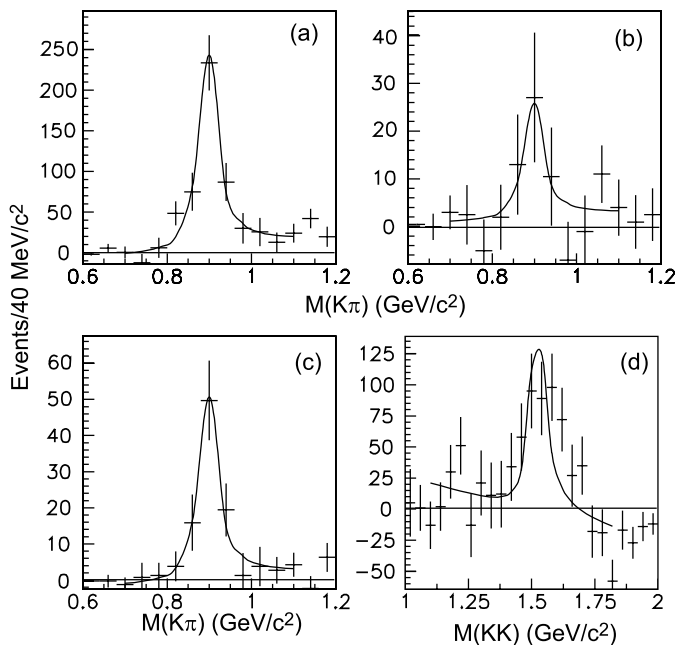 Events/40 MeV/c²
(a)
250
200
150
100
50
0
0.6 0.8 1 1.2
(b)
40
30
20
10
0
0.6 0.8 1 1.2
M(Kπ) (GeV/c²)
(c)
60
50
40
30
20
10
0
0.6 0.8 1 1.2
M(Kπ) (GeV/c²)
(d)
125
100
75
50
25
0
−25
−50
1 1.25 1.5 1.75 2
M(KK) (GeV/c²)